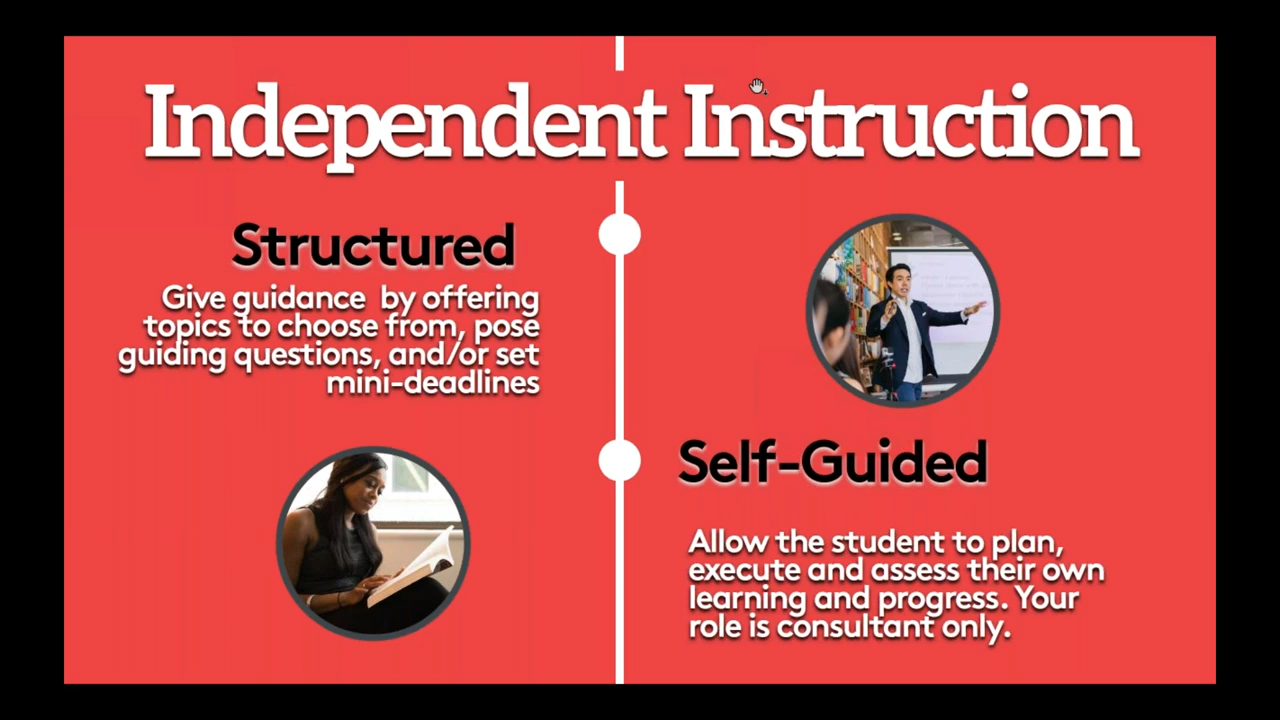 Independent Instruction
Structured
Give guidance by offering
topics to choose from, pose
guiding questions, and/or set
mini-deadlines
Self-Guided
Allow the student to plan,
execute and assess their own
learning and progress. Your
role is consultant only.